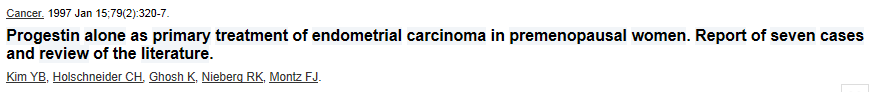 Cancer. 1997 Jan 15;79(2):320-7.
Progestin alone as primary treatment of endometrial carcinoma in premenopausal women. Report of seven cases
and review of the literature.
Kim YB, Holschneider CH, Ghosh K, Nieberg RK, Montz FJ.